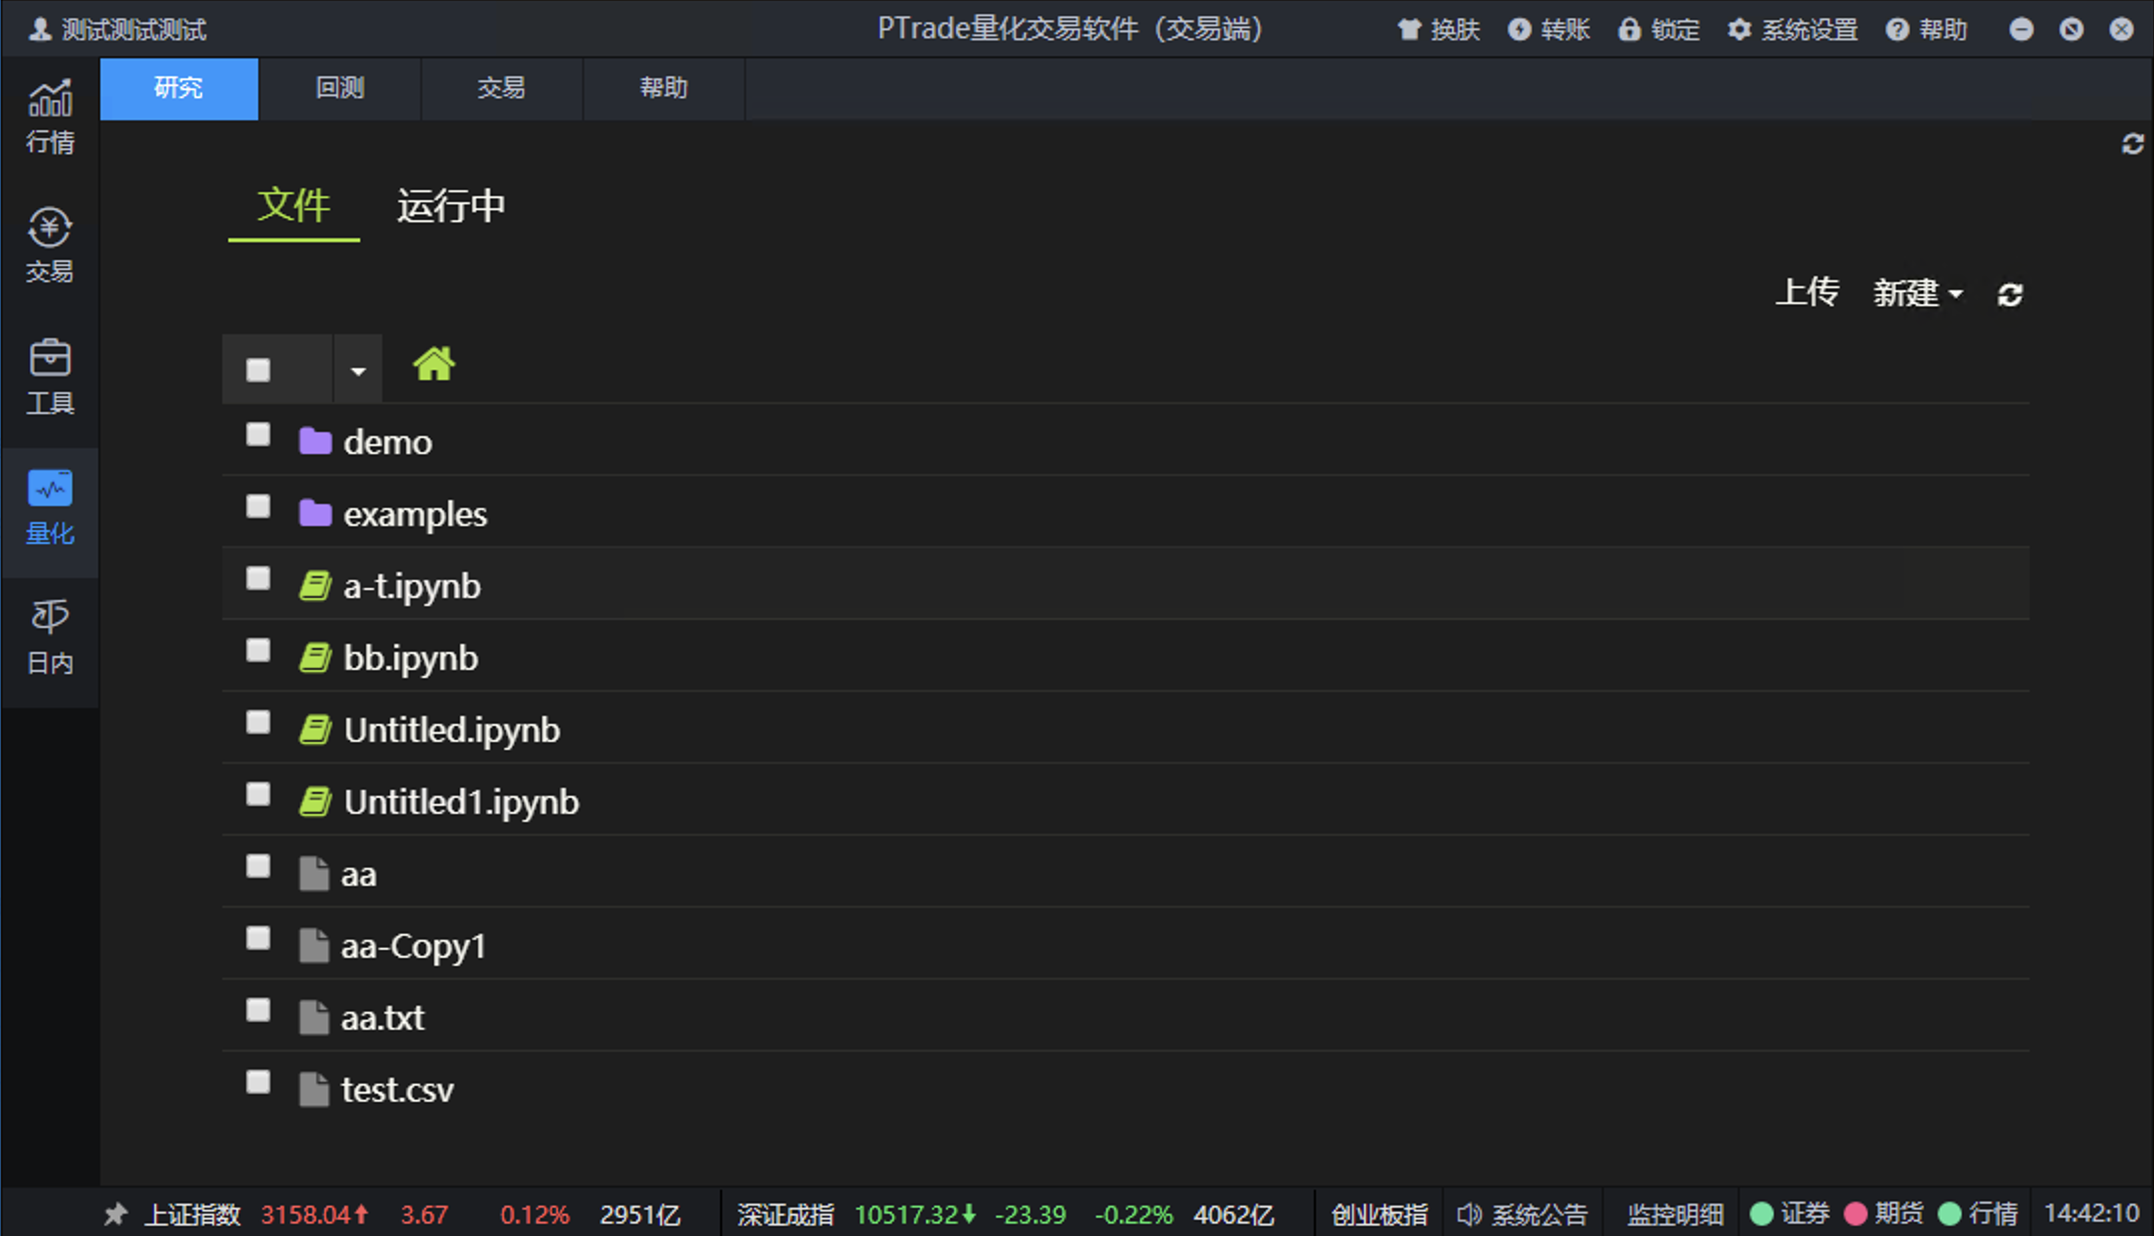 测试测试测试 PTrade量化交易软件（交易端） 换肤 转账 锁定 系统设置 帮助
研究 回测 交易 帮助
行情
交易
工具
量化
日内
文件 运行中
上传 新建
demo
examples
a-t.ipynb
bb.ipynb
Untitled.ipynb
Untitled1.ipynb
aa
aa-Copy1
aa.txt
test.csv
上证指数 3158.04↑ 3.67 0.12% 2951亿 深证成指 10517.32↓ -23.39 -0.22% 4062亿 创业板指 系统公告 监控明细 证券 期货 行情 14:42:10